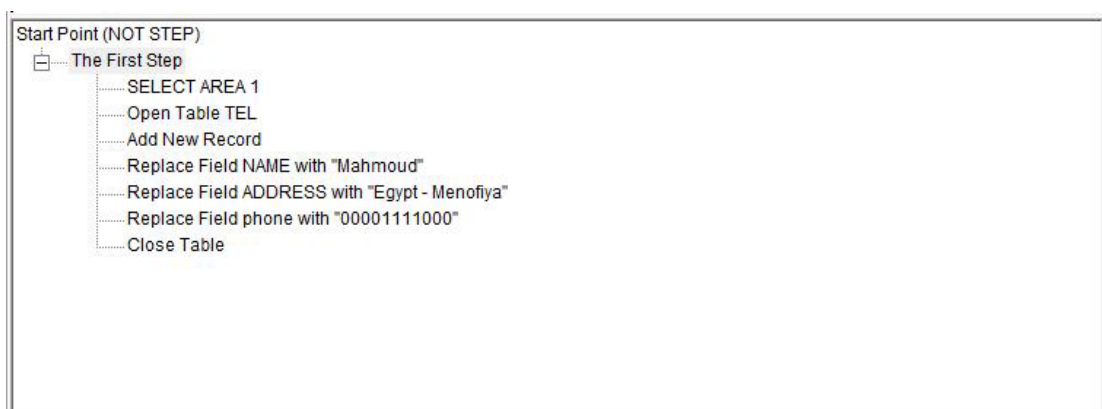 Start Point (NOT STEP)
The First Step
SELECT AREA 1
Open Table TEL
Add New Record
Replace Field NAME with "Mahmoud"
Replace Field ADDRESS with "Egypt - Menofiya"
Replace Field phone with "00001111000"
Close Table